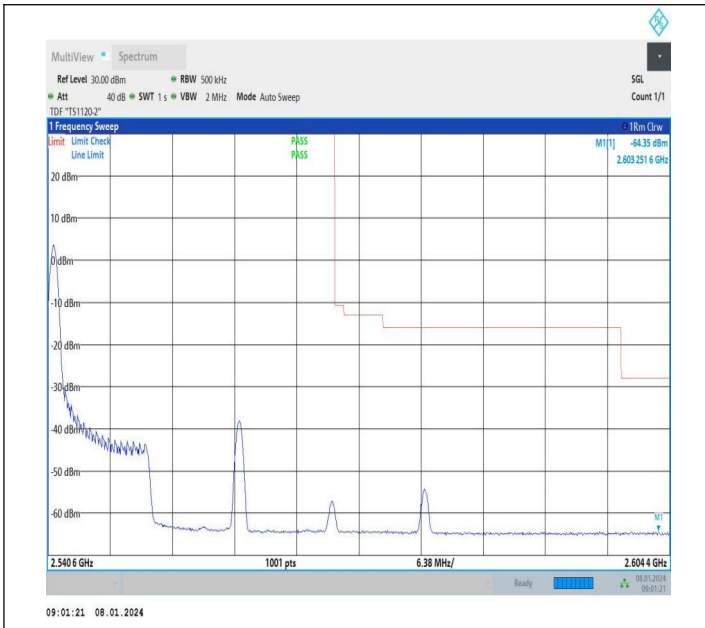 R&S
MultiView Spectrum
Ref Level 30.00 dBm RBW 500 kHz SGL
Att 40 dB SWT 1 s VBW 2 MHz Mode Auto Sweep Count 1/1
TDF "TS1120-2"
1 Frequency Sweep 1Rm Clrw
Limit Limit Check PASS M1[1] -64.35 dBm
Line Limit PASS 2.603 251 6 GHz
20 dBm
10 dBm
0 dBm
-10 dBm
-20 dBm
-30 dBm
-40 dBm
-50 dBm
-60 dBm
M1
2.540 6 GHz 1001 pts 6.38 MHz/ 2.604 4 GHz
Ready 08.01.2024
09:01:21
09:01:21 08.01.2024